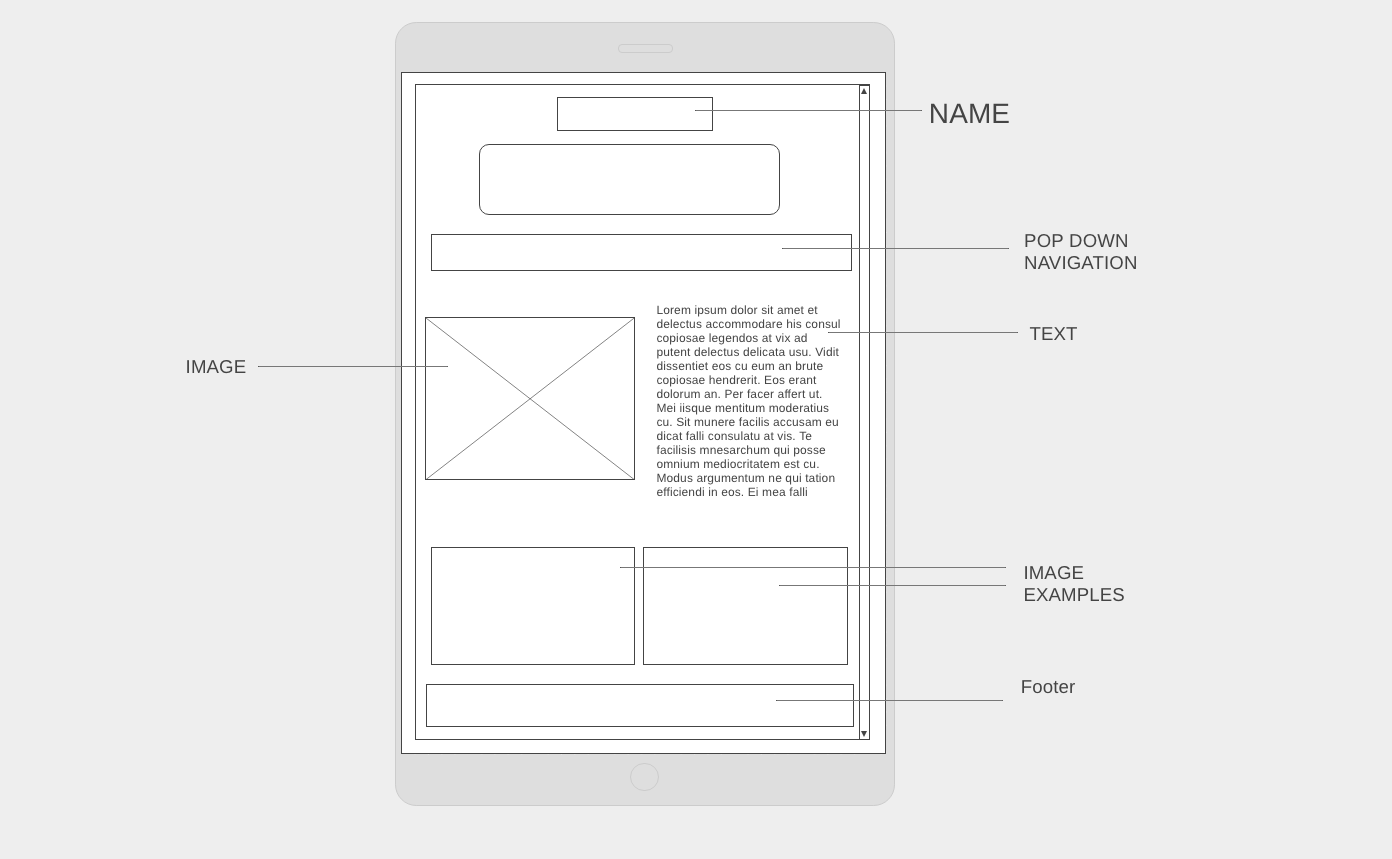 NAME
POP DOWN
NAVIGATION
Lorem ipsum dolor sit amet et
delectus accommodare his consul
copiosae legendos at vix ad
putent delectus delicata usu. Vidit
dissentiet eos cu eum an brute
copiosae hendrerit. Eos erant
dolorum an. Per facer affert ut.
Mei iisque mentitum moderatius
cu. Sit munere facilis accusam eu
dicat falli consulatu at vis. Te
facilisis mnesarchum qui posse
omnium mediocritatem est cu.
Modus argumentum ne qui tation
efficiendi in eos. Ei mea falli
TEXT
IMAGE
IMAGE
EXAMPLES
Footer